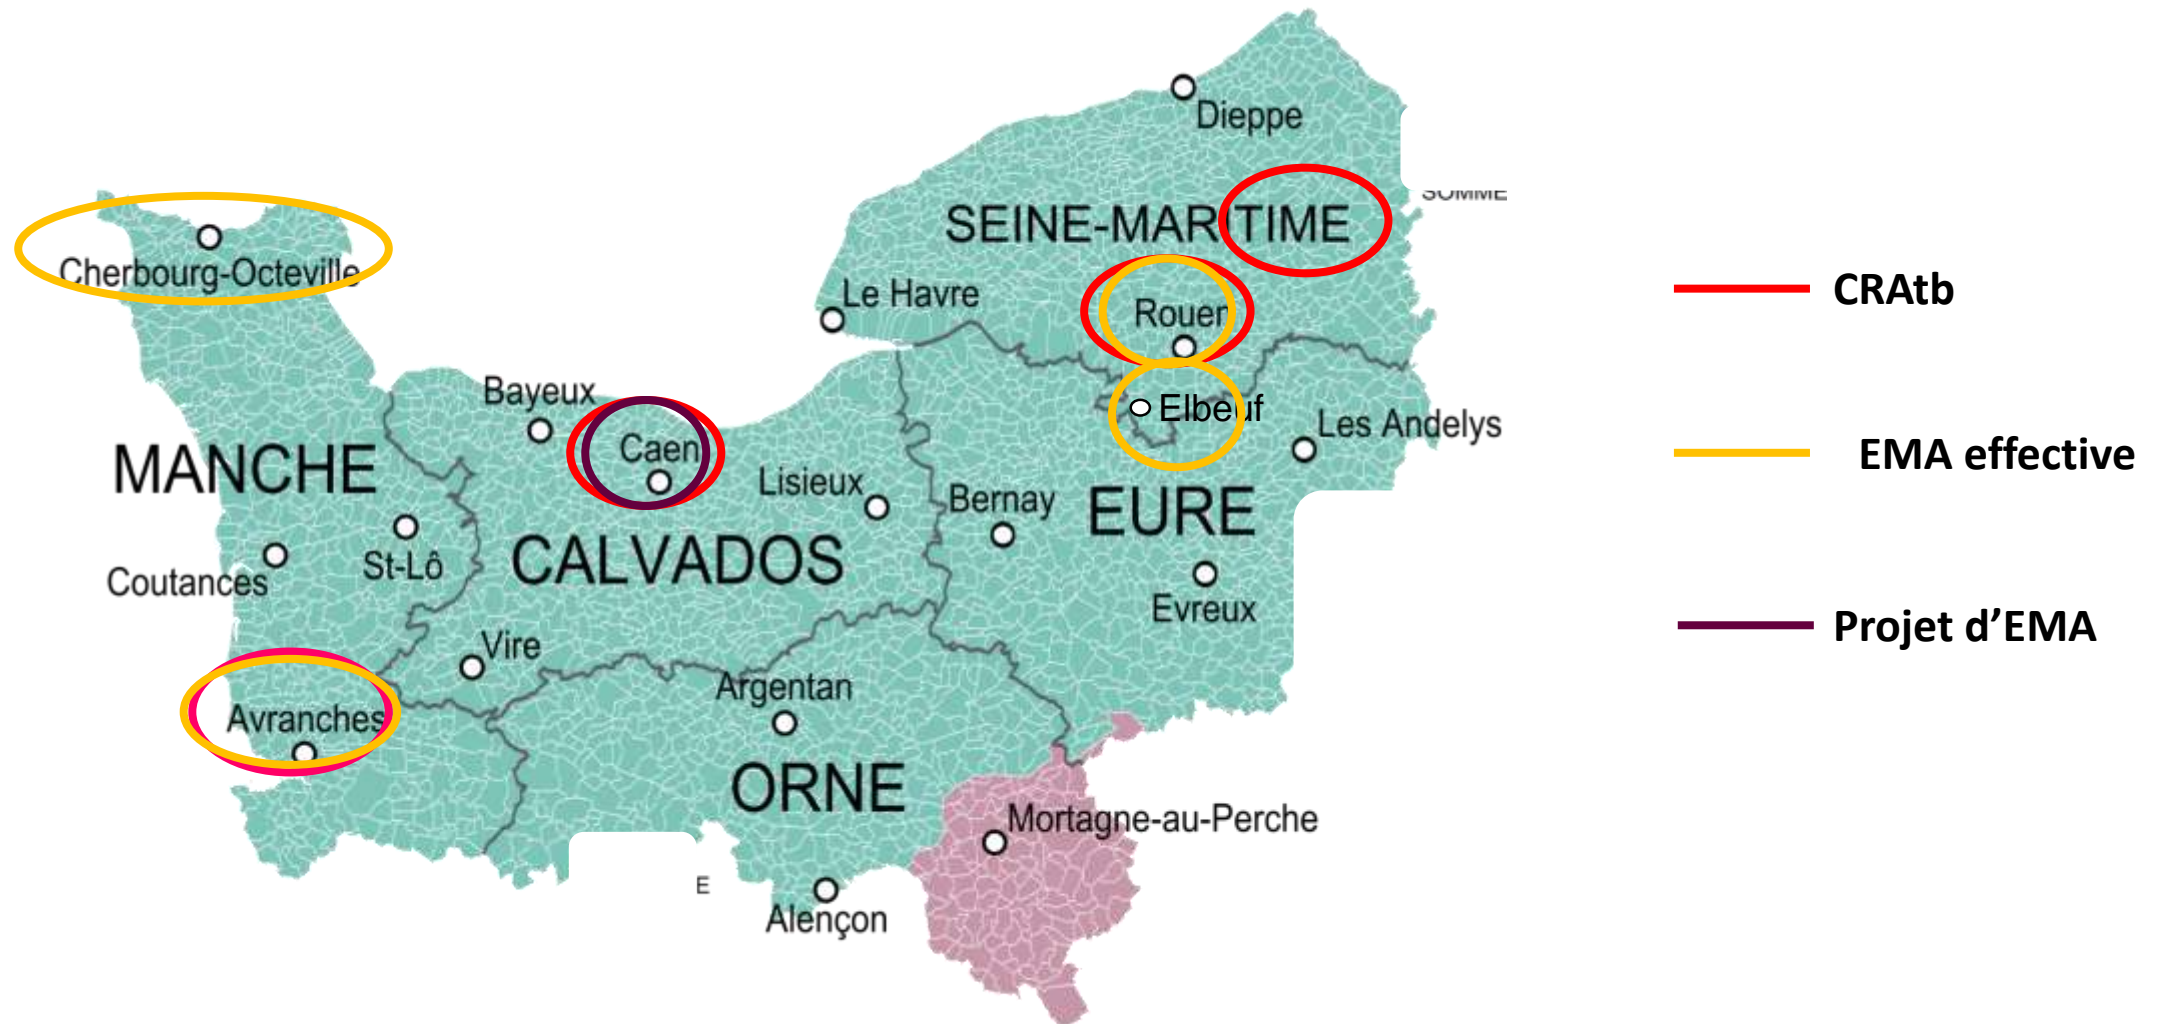 Dieppe
SOMME
SEINE-MARITIME
Cherbourg-Octeville
Le Havre
Rouen
CRAtb
Bayeux
Elbeuf
Les Andelys
MANCHE
Caen
Lisieux
EMA effective
Bernay
EURE
St-Lô
CALVADOS
Coutances
Evreux
Vire
Projet d’EMA
Argentan
Avranches
ORNE
Mortagne-au-Perche
E
Alençon